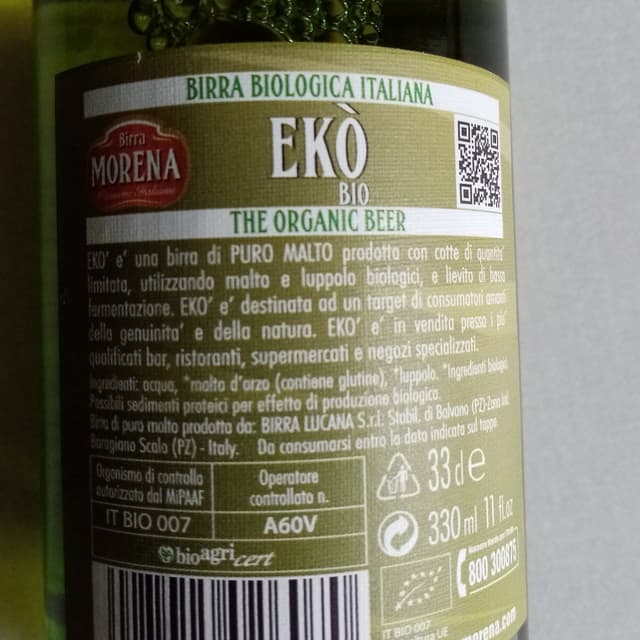 BIRRA BIOLOGICA ITALIANA
Birra
MORENA
EKÒ
BIO
THE ORGANIC BEER
EKO' e' una birra di PURO MALTO prodotta con cotte di quantità
limitata, utilizzando malto e luppolo biologici, e lievito di bassa
fermentazione. EKO' e' destinata ad un target di consumatori amanti
della genuinita' e della natura. EKO' e' in vendita presso i piu'
qualificati bar, ristoranti, supermercati e negozi specializzati.
Ingredienti: acqua, *malto d'orzo (contiene glutine), *luppolo. *Ingredienti biologici
Possibili sedimenti proteici per effetto di produzione biologica.
Birra di puro malto prodotta da: BIRRA LUCANA S.r.l. Stabil. di Balvano (PZ)-Zona Ind.
Baragiano Scalo (PZ) - Italy. Da consumarsi entro la data indicata sul tappo.
Organismo di controllo
autorizzato dal MiPAAF
Operatore
controllato n.
IT BIO 007
A60V
bioagricert
33 cl e
330 ml 11 fl.oz
800 300875
IT BIO 007